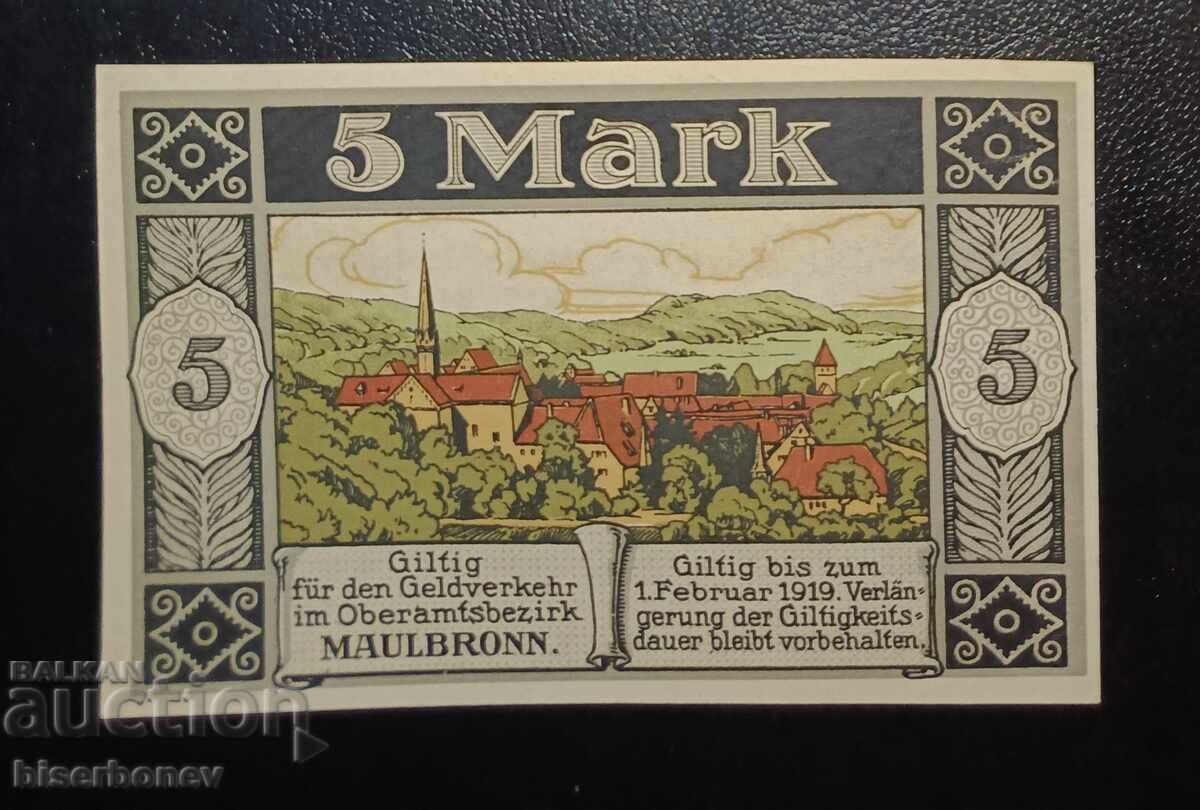 5 Mark
5
5
Giltig
für den Geldverkehr
im Oberamtsbezirk
MAULBRONN.
Giltig bis zum
1. Februar 1919. Verlän-
gerung der Giltigkeits-
dauer bleibt vorbehalten.
BALKAN
auction
biserbonev